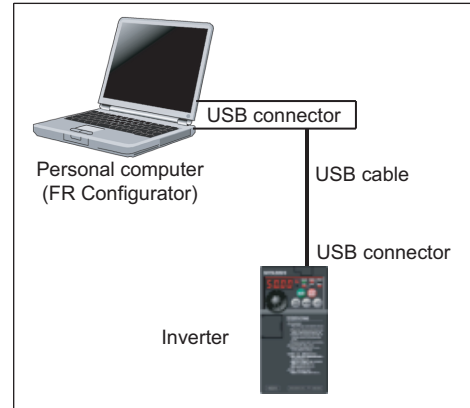 USB connector
Personal computer
(FR Configurator)
USB cable
USB connector
Inverter